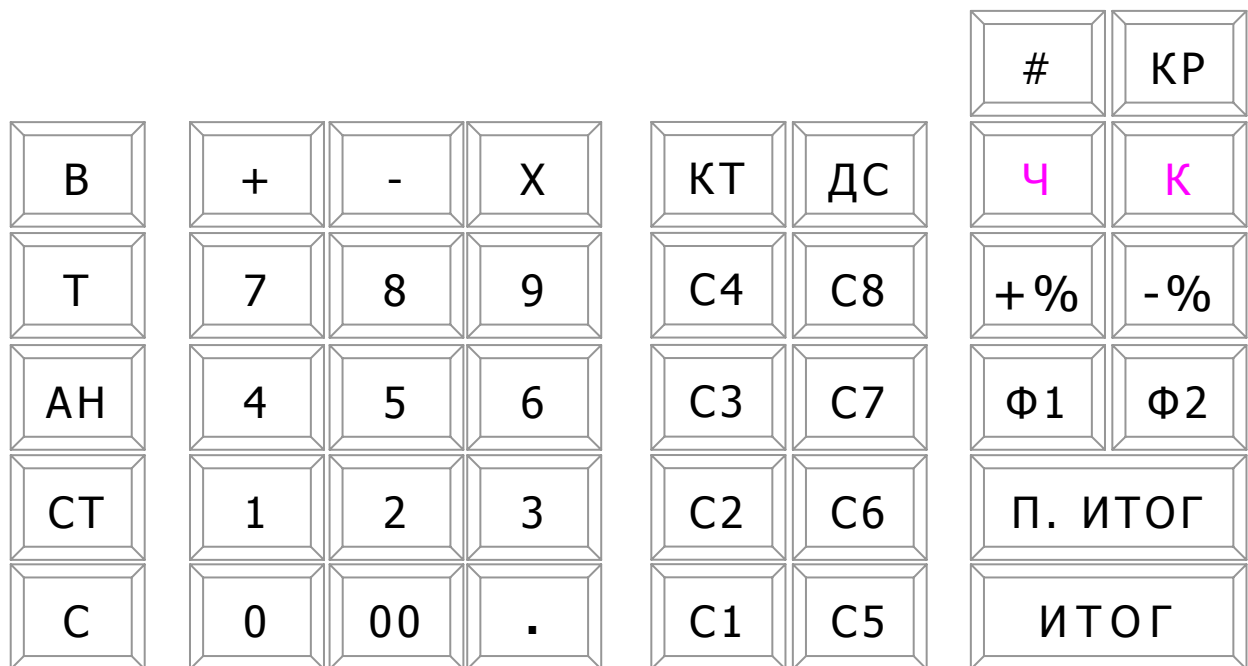 # КР
В + - Х КТ ДС Ч К
Т 7 8 9 С4 С8 +% -%
АН 4 5 6 С3 С7 Ф1 Ф2
СТ 1 2 3 С2 С6 П. ИТОГ
С 0 00 . С1 С5 ИТОГ